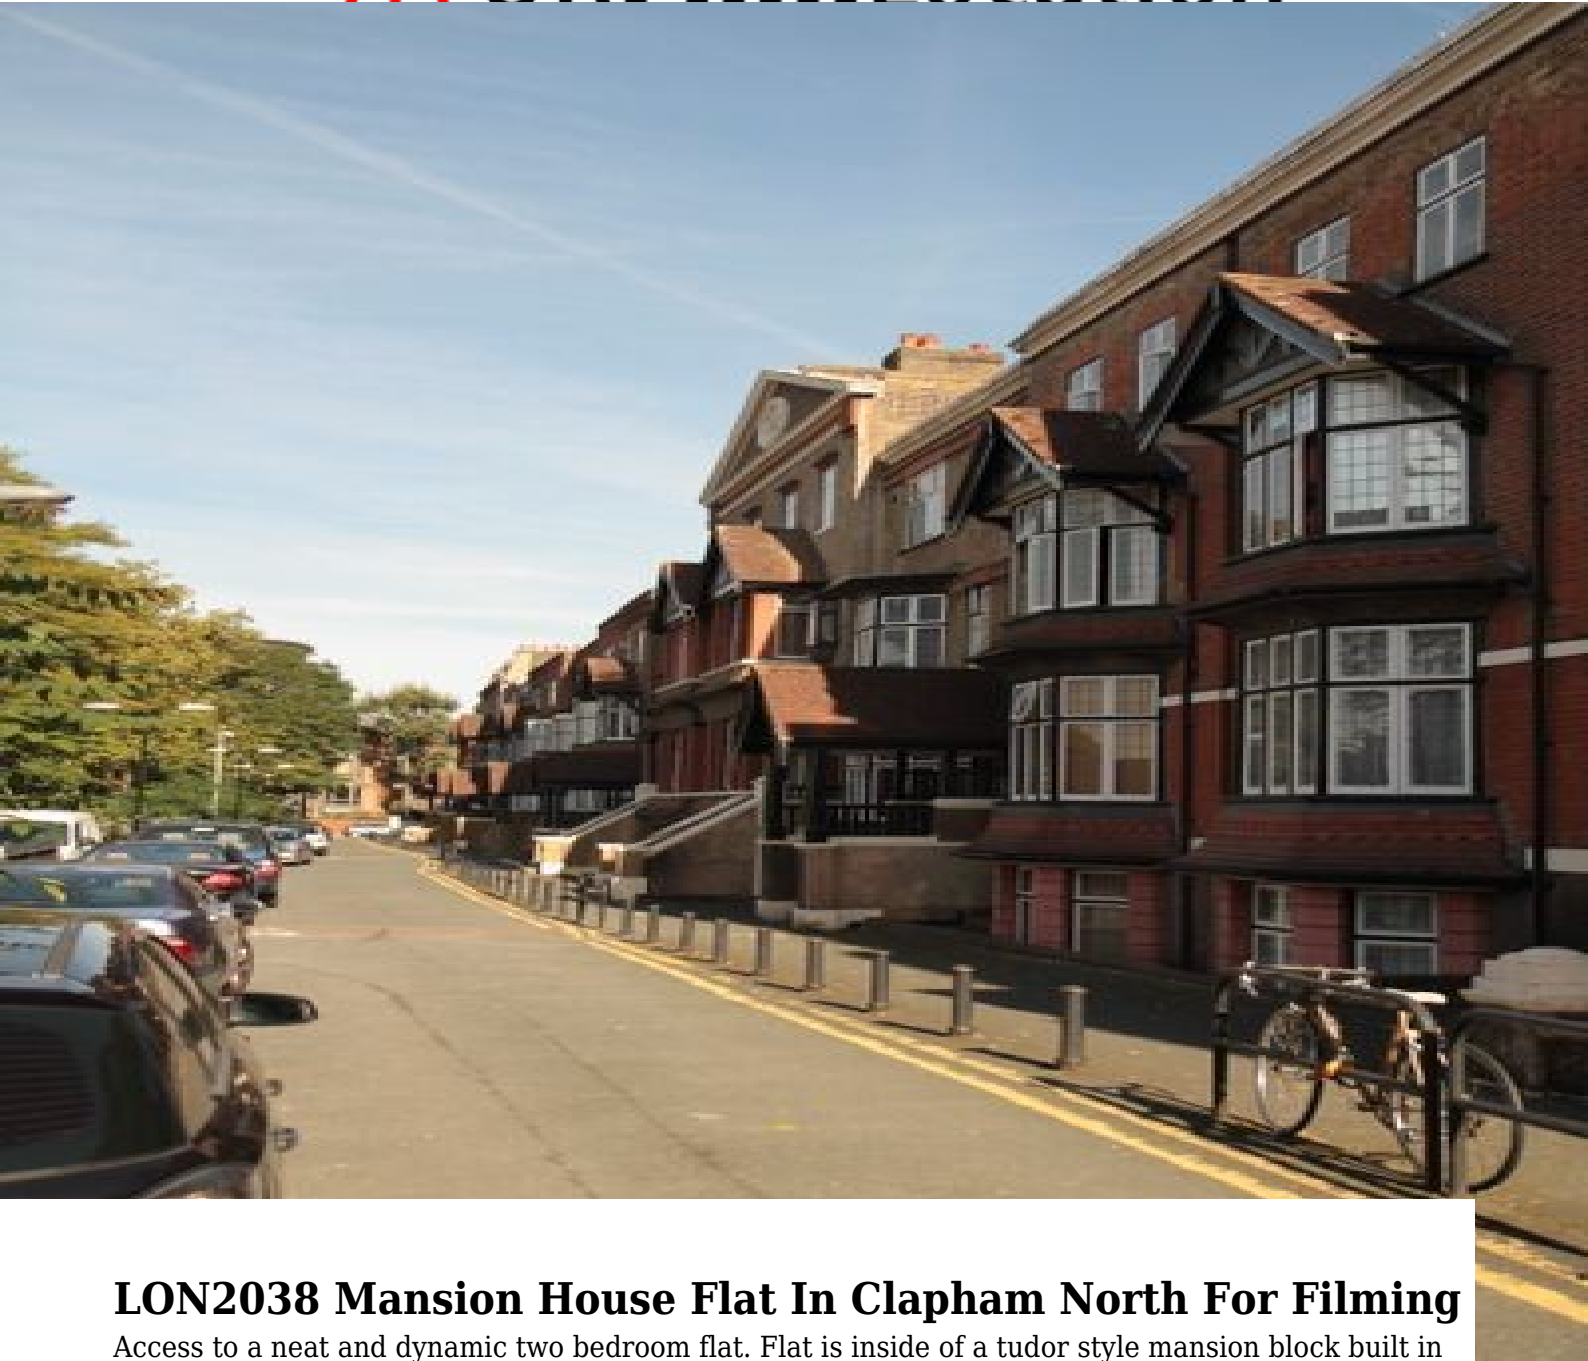 LON2038 Mansion House Flat In Clapham North For Filming
Access to a neat and dynamic two bedroom flat. Flat is inside of a tudor style mansion block built in